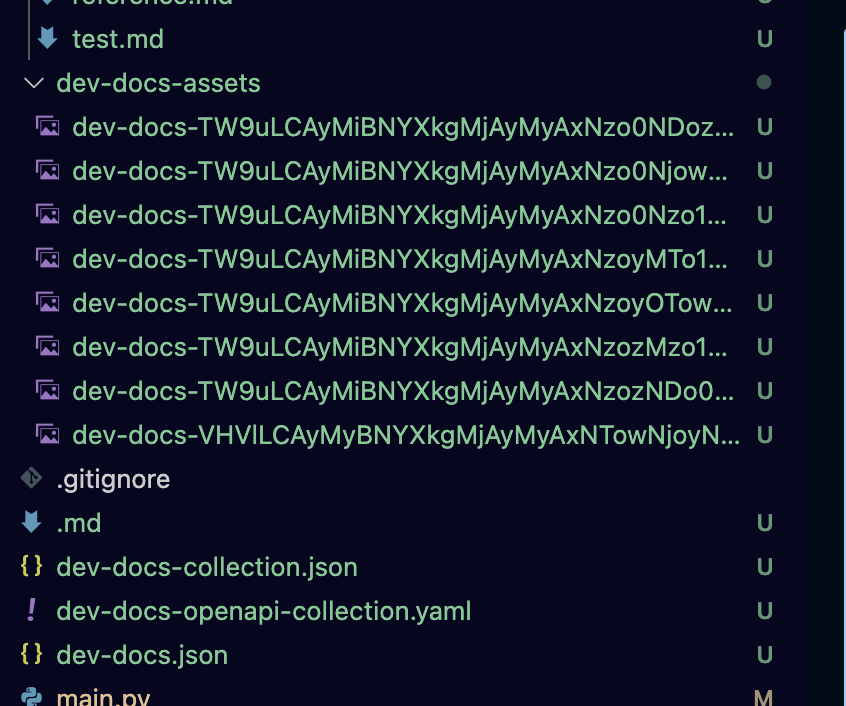 reference.md
test.md U
dev-docs-assets
dev-docs-TW9uLCAyMiBNYXkgMjAyMyAxNzo0NDoz... U
dev-docs-TW9uLCAyMiBNYXkgMjAyMyAxNzo0Njow... U
dev-docs-TW9uLCAyMiBNYXkgMjAyMyAxNzo0Nzo1... U
dev-docs-TW9uLCAyMiBNYXkgMjAyMyAxNzoyMTo1... U
dev-docs-TW9uLCAyMiBNYXkgMjAyMyAxNzoyOTow... U
dev-docs-TW9uLCAyMiBNYXkgMjAyMyAxNzozMzo1... U
dev-docs-TW9uLCAyMiBNYXkgMjAyMyAxNzozNDo0... U
dev-docs-VHVlLCAyMyBNYXkgMjAyMyAxNTowNjoyN... U
.gitignore
.md U
{} dev-docs-collection.json U
! dev-docs-openapi-collection.yaml U
{} dev-docs.json U
main.py M